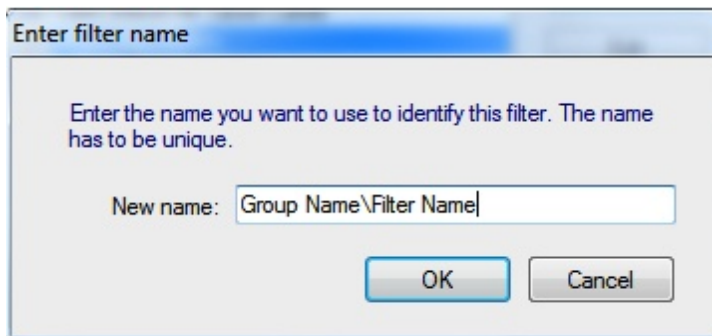 Enter filter name
Enter the name you want to use to identify this filter. The name
has to be unique.
New name: Group Name\Filter Name
OK Cancel